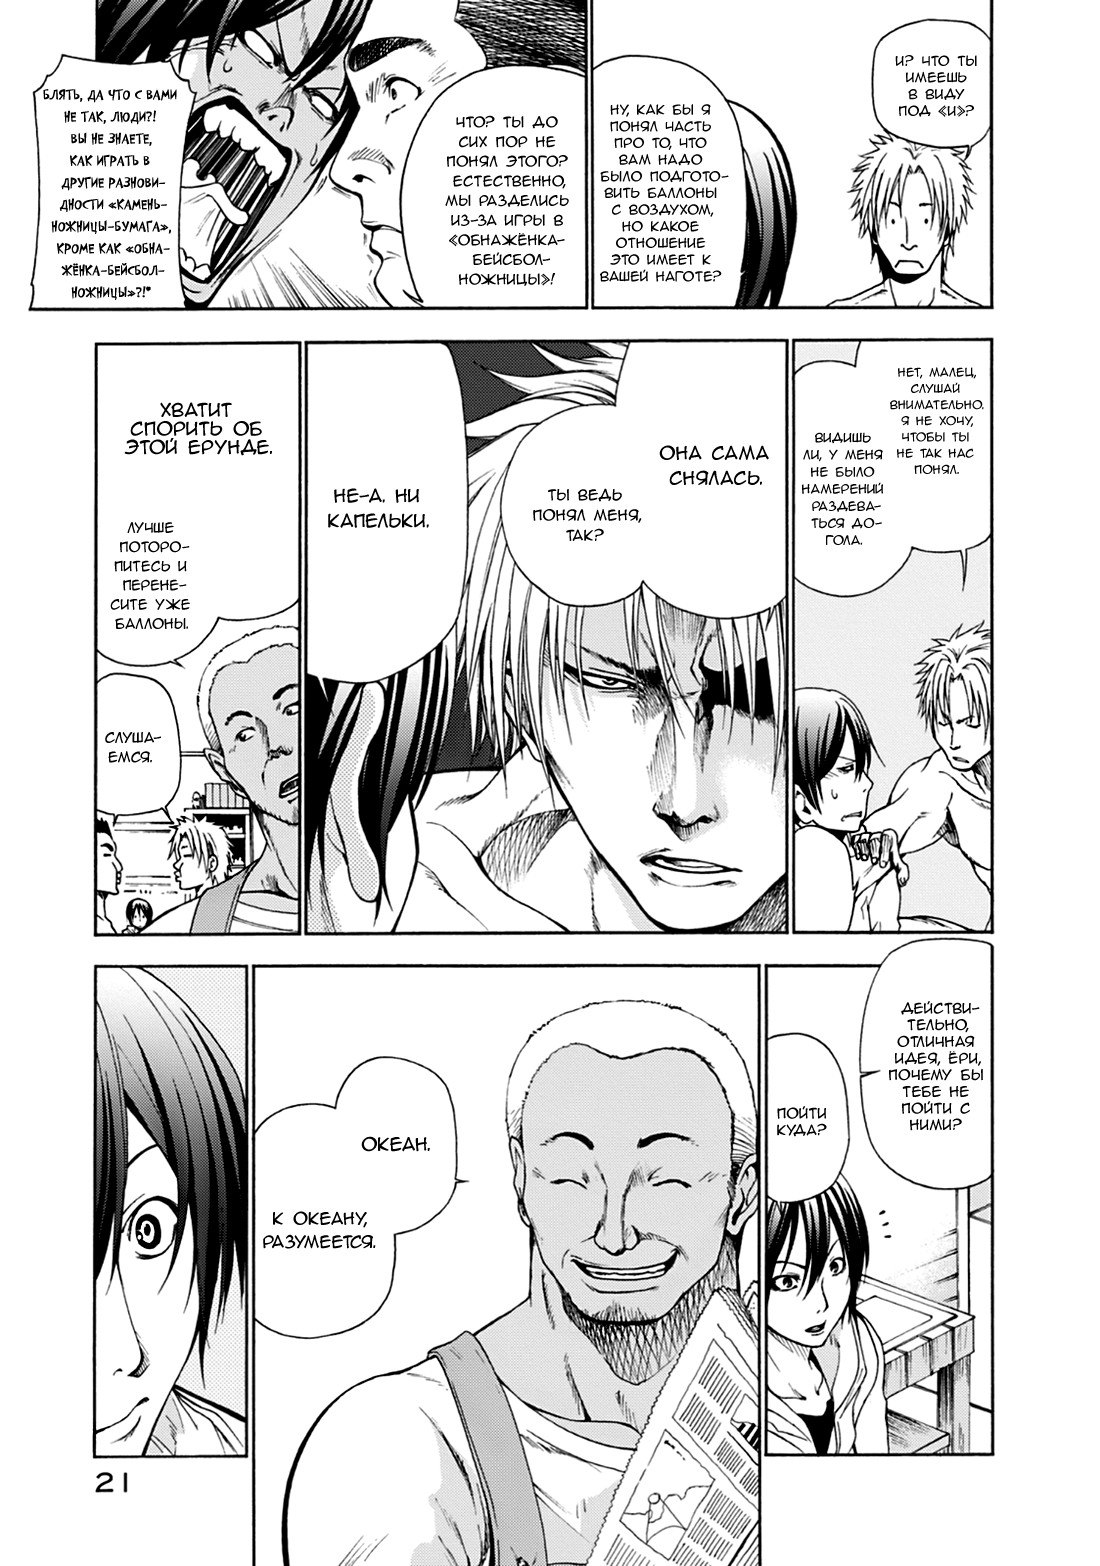 И? ЧТО ТЫ
ИМЕЕШЬ
В ВИДУ
ПОД «И»?
НУ, КАК БЫ Я
ПОНЯЛ ЧАСТЬ
ПРО ТО, ЧТО
ВАМ НАДО
БЫЛО ПОДГОТО-
ВИТЬ БАЛЛОНЫ
С ВОЗДУХОМ,
НО КАКОЕ
ОТНОШЕНИЕ
ЭТО ИМЕЕТ К
ВАШЕЙ НАГОТЕ?
ЧТО? ТЫ ДО
СИХ ПОР НЕ
ПОНЯЛ ЭТОГО?
ЕСТЕСТВЕННО,
МЫ РАЗДЕЛИСЬ
ИЗ-ЗА ИГРЫ В
«ОБНАЖЁНКА-
БЕЙСБОЛ-
НОЖНИЦЫ»!
БЛЯТЬ, ДА ЧТО С ВАМИ
НЕ ТАК, ЛЮДИ?!
ВЫ НЕ ЗНАЕТЕ,
КАК ИГРАТЬ В
ДРУГИЕ РАЗНОВИ-
ДНОСТИ «КАМЕНЬ-
НОЖНИЦЫ-БУМАГА»,
КРОМЕ КАК «ОБНА-
ЖЁНКА-БЕЙСБОЛ-
НОЖНИЦЫ»?!*
НЕТ, МАЛЕЦ,
СЛУШАЙ
ВНИМАТЕЛЬНО.
Я НЕ ХОЧУ,
ЧТОБЫ ТЫ
НЕ ТАК НАС
ПОНЯЛ.
ВИДИШЬ
ЛИ, У МЕНЯ
НЕ БЫЛО
НАМЕРЕНИЙ
РАЗДЕВА-
ТЬСЯ ДО-
ГОЛА.
ОНА САМА
СНЯЛАСЬ.
ТЫ ВЕДЬ
ПОНЯЛ МЕНЯ,
ТАК?
НЕ-А. НИ
КАПЕЛЬКИ.
ХВАТИТ
СПОРИТЬ ОБ
ЭТОЙ ЕРУНДЕ.
ЛУЧШЕ
ПОТОРО-
ПИТЕСЬ И
ПЕРЕНЕ-
СИТЕ УЖЕ
БАЛЛОНЫ.
СЛУША-
ЕМСЯ.
ДЕЙСТВИ-
ТЕЛЬНО,
ОТЛИЧНАЯ
ИДЕЯ, ЁРИ,
ПОЧЕМУ БЫ
ТЕБЕ НЕ
ПОЙТИ С
НИМИ?
ПОЙТИ
КУДА?
ОКЕАН.
К ОКЕАНУ,
РАЗУМЕЕТСЯ.
21